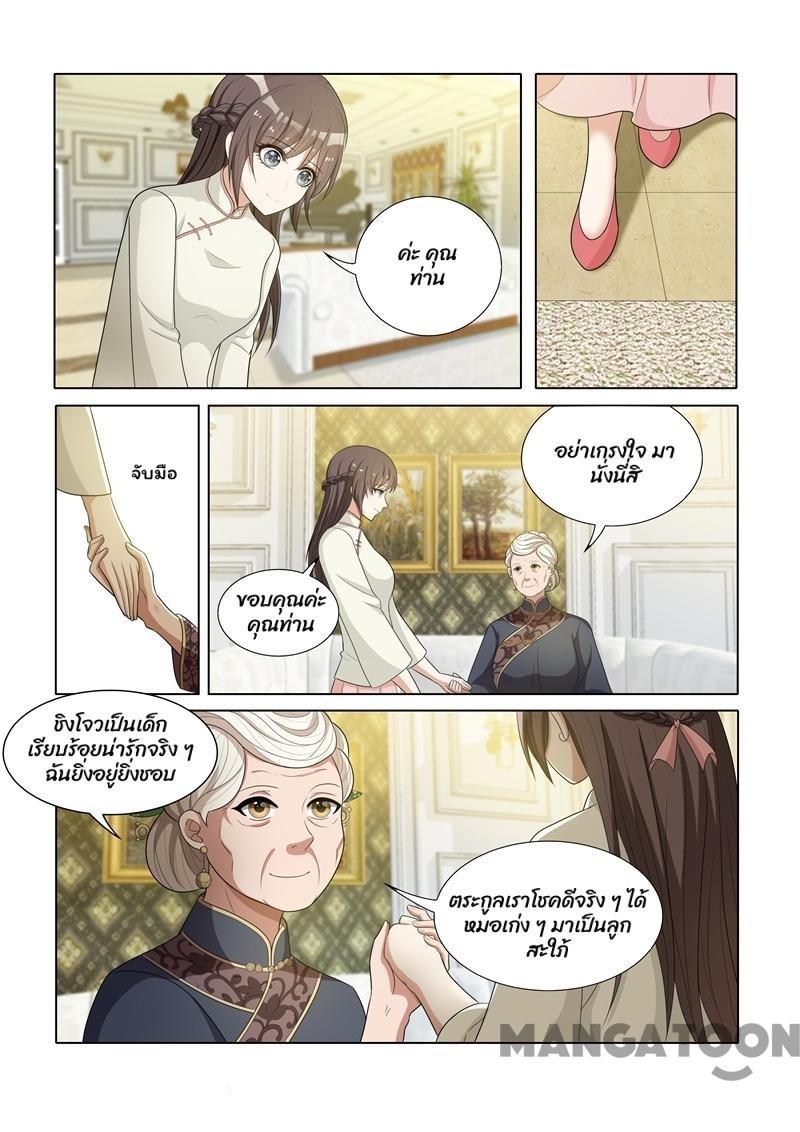 ค่ะ คุณ
ท่าน
จับมือ
อย่าเกรงใจ มา
นั่งนี่สิ
ขอบคุณค่ะ
คุณท่าน
ชิงโจวเป็นเด็ก
เรียบร้อยน่ารักจริง ๆ
ฉันยิ่งอยู่ยิ่งชอบ
ตระกูลเราโชคดีจริง ๆ ได้
หมอเก่ง ๆ มาเป็นลูก
สะใภ้
MANGATOON